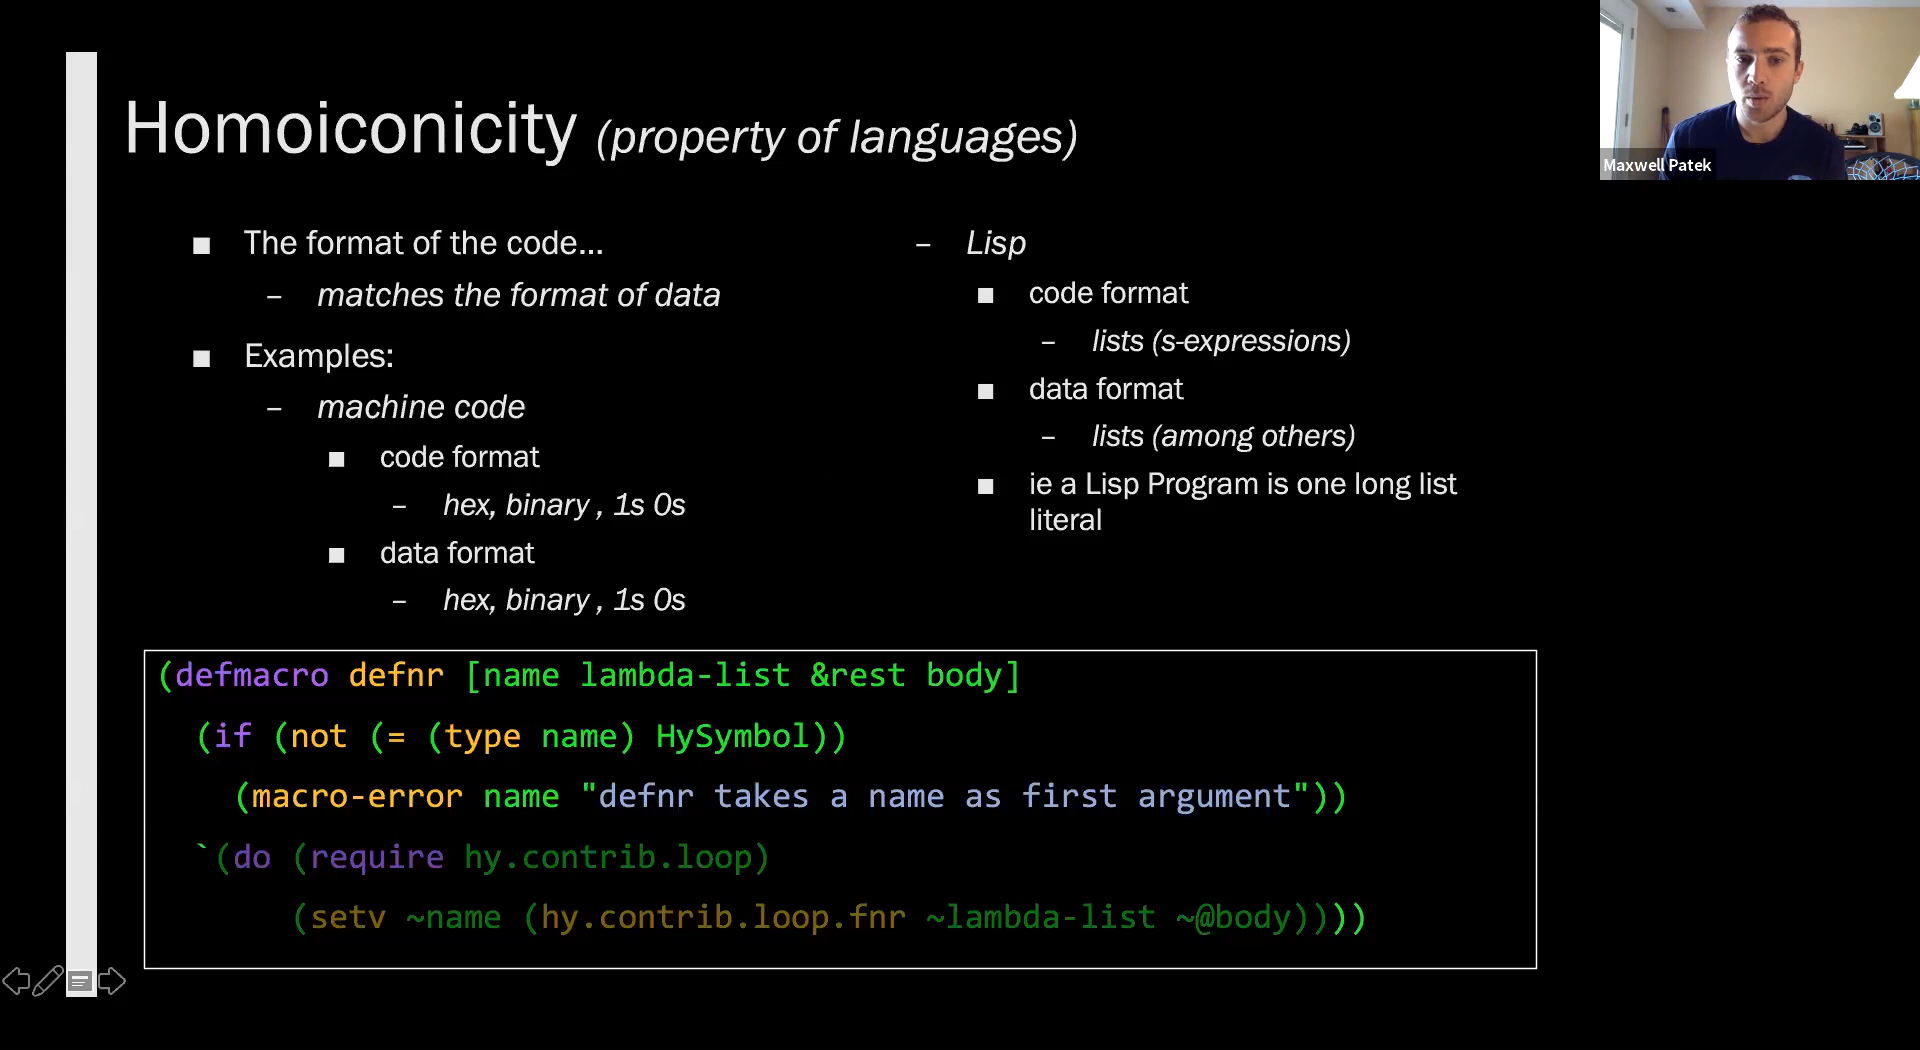 Homoiconicity (property of languages)
■ The format of the code...
– matches the format of data
■ Examples:
– machine code
■ code format
– hex, binary , 1s 0s
■ data format
– hex, binary , 1s 0s
– Lisp
■ code format
– lists (s-expressions)
■ data format
– lists (among others)
■ ie a Lisp Program is one long list
literal
(defmacro defnr [name lambda-list &rest body]
(if (not (= (type name) HySymbol))
(macro-error name "defnr takes a name as first argument"))
`(do (require hy.contrib.loop)
(setv ~name (hy.contrib.loop.fnr ~lambda-list ~@body))))
Maxwell Patek